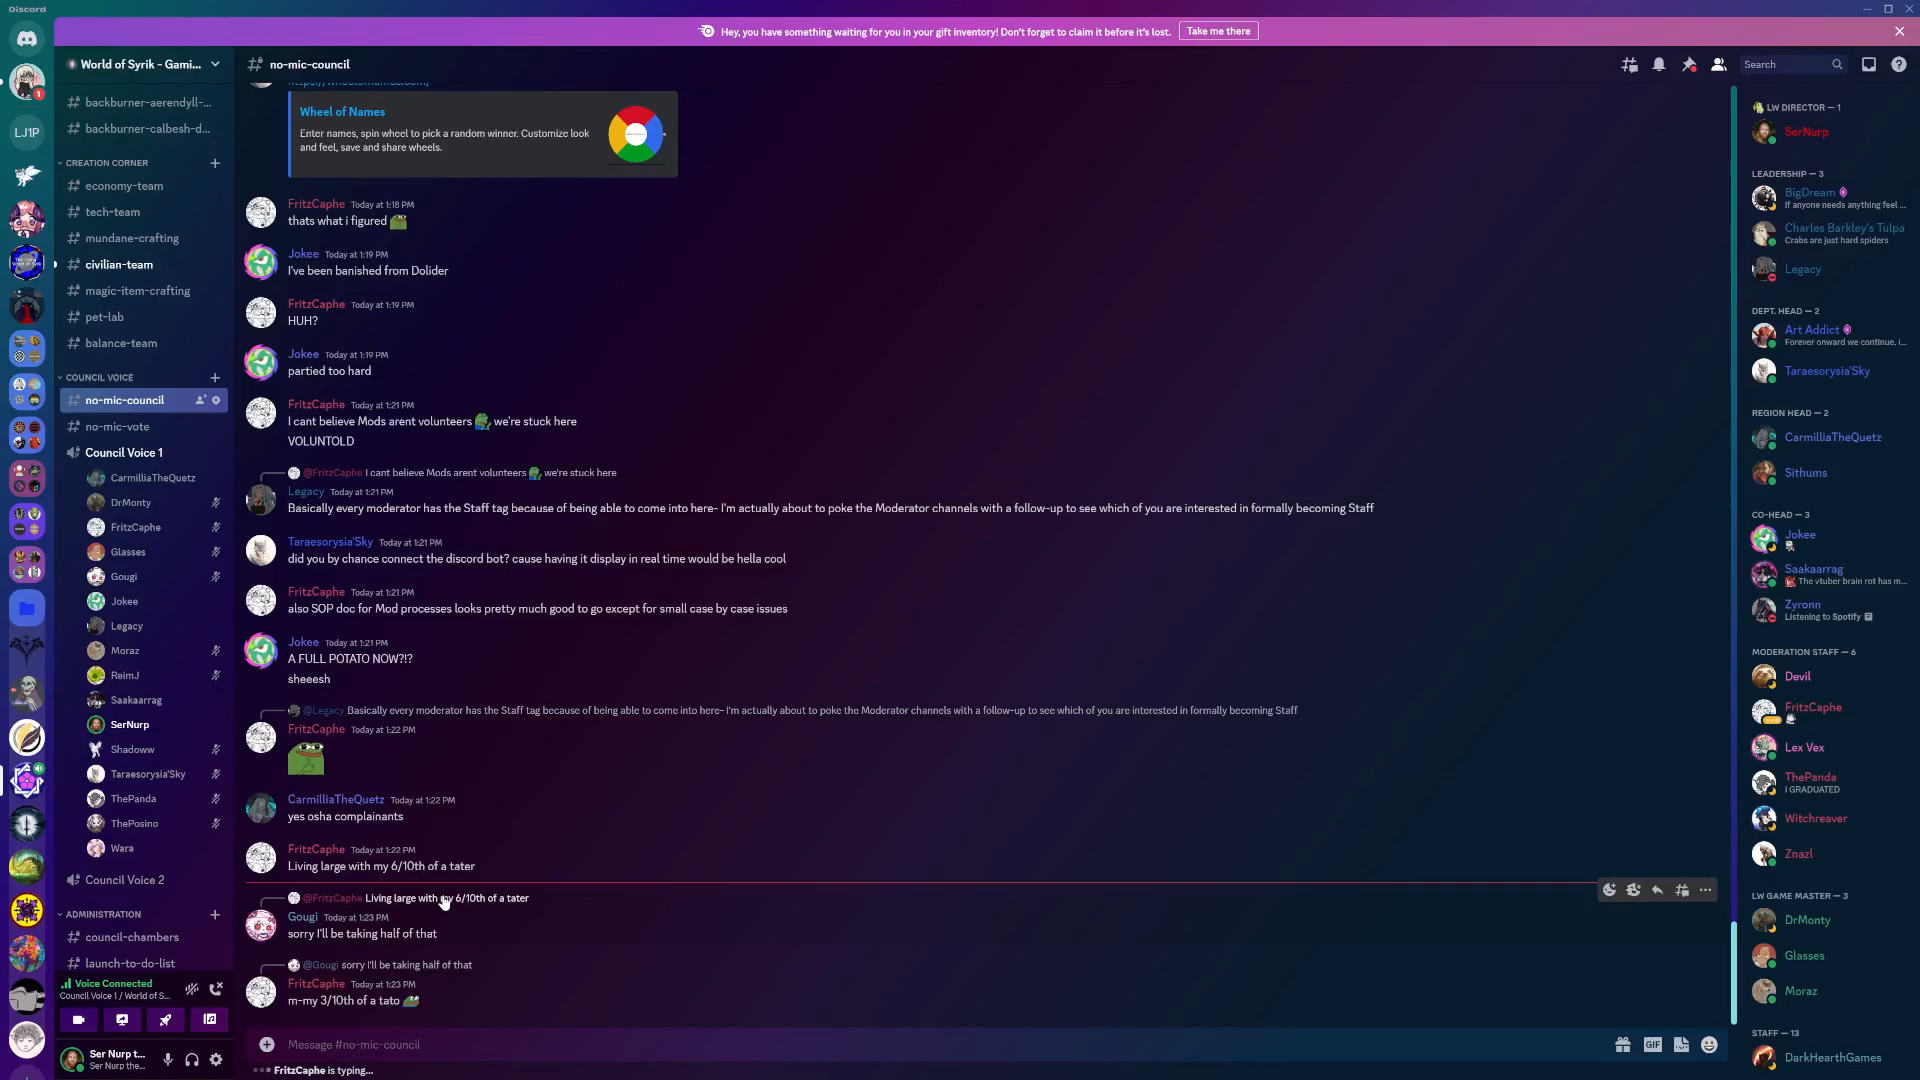 Discord
Hey, you have something waiting for you in your gift inventory! Don't forget to claim it before it's lost.
Take me there
World of Syrik - Gami...
backburner-aerendyll-...
backburner-calbesh-d...
CREATION CORNER
economy-team
tech-team
mundane-crafting
civilian-team
magic-item-crafting
pet-lab
balance-team
COUNCIL VOICE
no-mic-council
no-mic-vote
Council Voice 1
CarmilliaTheQuetz
DrMonty
FritzCaphe
Glasses
Gougi
Jokee
Legacy
Moraz
ReimJ
Saakaarrag
SerNurp
Shadoww
Taraesorysia'Sky
ThePanda
ThePosino
Wara
Council Voice 2
ADMINISTRATION
council-chambers
launch-to-do-list
Voice Connected
Council Voice 1 / World of S...
Ser Nurp t...
Ser Nurp the...
LJ1P
1
no-mic-council
Search
Wheel of Names
Enter names, spin wheel to pick a random winner. Customize look
and feel, save and share wheels.
FritzCaphe Today at 1:18 PM
thats what i figured
Jokee Today at 1:19 PM
I've been banished from Dolider
FritzCaphe Today at 1:19 PM
HUH?
Jokee Today at 1:19 PM
partied too hard
FritzCaphe Today at 1:21 PM
I cant believe Mods arent volunteers we're stuck here
VOLUNTOLD
@FritzCaphe I cant believe Mods arent volunteers we're stuck here
Legacy Today at 1:21 PM
Basically every moderator has the Staff tag because of being able to come into here- I'm actually about to poke the Moderator channels with a follow-up to see which of you are interested in formally becoming Staff
Taraesorysia'Sky Today at 1:21 PM
did you by chance connect the discord bot? cause having it display in real time would be hella cool
FritzCaphe Today at 1:21 PM
also SOP doc for Mod processes looks pretty much good to go except for small case by case issues
Jokee Today at 1:21 PM
A FULL POTATO NOW?!?
sheeesh
@Legacy Basically every moderator has the Staff tag because of being able to come into here- I'm actually about to poke the Moderator channels with a follow-up to see which of you are interested in formally becoming Staff
FritzCaphe Today at 1:22 PM
CarmilliaTheQuetz Today at 1:22 PM
yes osha complainants
FritzCaphe Today at 1:22 PM
Living large with my 6/10th of a tater
@FritzCaphe Living large with my 6/10th of a tater
Gougi Today at 1:23 PM
sorry I'll be taking half of that
@Gougi sorry I'll be taking half of that
FritzCaphe Today at 1:23 PM
m-my 3/10th of a tato
Message #no-mic-council
GIF
FritzCaphe is typing...
LW DIRECTOR — 1
SerNurp
LEADERSHIP — 3
BigDream
If anyone needs anything feel ...
Charles Barkley's Tulpa
Crabs are just hard spiders
Legacy
DEPT. HEAD — 2
Art Addict
Forever onward we continue, i...
Taraesorysia'Sky
REGION HEAD — 2
CarmilliaTheQuetz
Sithums
CO-HEAD — 3
Jokee
Saakaarrag
The vtuber brain rot has m...
Zyronn
Listening to Spotify
MODERATION STAFF — 6
Devil
FritzCaphe
Lex Vex
ThePanda
I GRADUATED
Witchreaver
Znazl
LW GAME MASTER — 3
DrMonty
Glasses
Moraz
STAFF — 13
DarkHearthGames